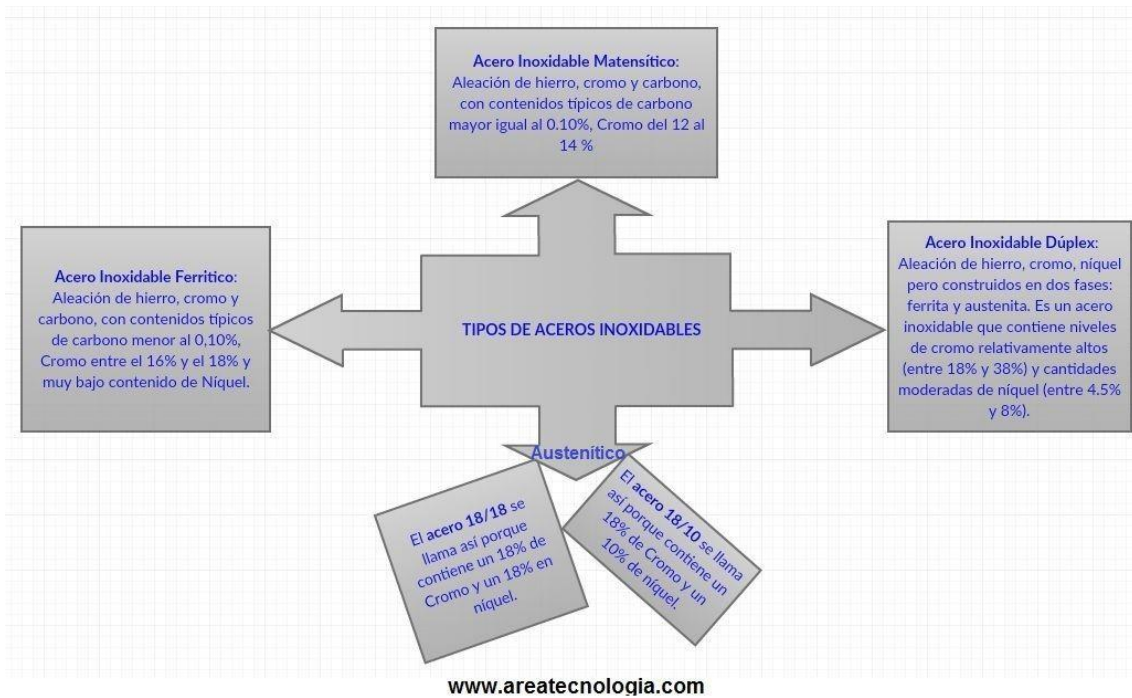 Acero Inoxidable Matensítico:
Aleación de hierro, cromo y carbono,
con contenidos típicos de carbono
mayor igual al 0.10%, Cromo del 12 al
14 %
Acero Inoxidable Ferritico:
Aleación de hierro, cromo y
carbono, con contenidos típicos
de carbono menor al 0,10%,
Cromo entre el 16% y el 18% y
muy bajo contenido de Níquel.
TIPOS DE ACEROS INOXIDABLES
Acero Inoxidable Dúplex:
Aleación de hierro, cromo, níquel
pero construidos en dos fases:
ferrita y austenita. Es un acero
inoxidable que contiene niveles
de cromo relativamente altos
(entre 18% y 38%) y cantidades
moderadas de níquel (entre 4.5%
y 8%).
Austenítico
El acero 18/18 se
llama así porque
contiene un 18% de
Cromo y un 18% en
níquel.
El acero 18/10 se llama
así porque contiene un
18% de Cromo y un
10% de níquel.
www.areatecnologia.com